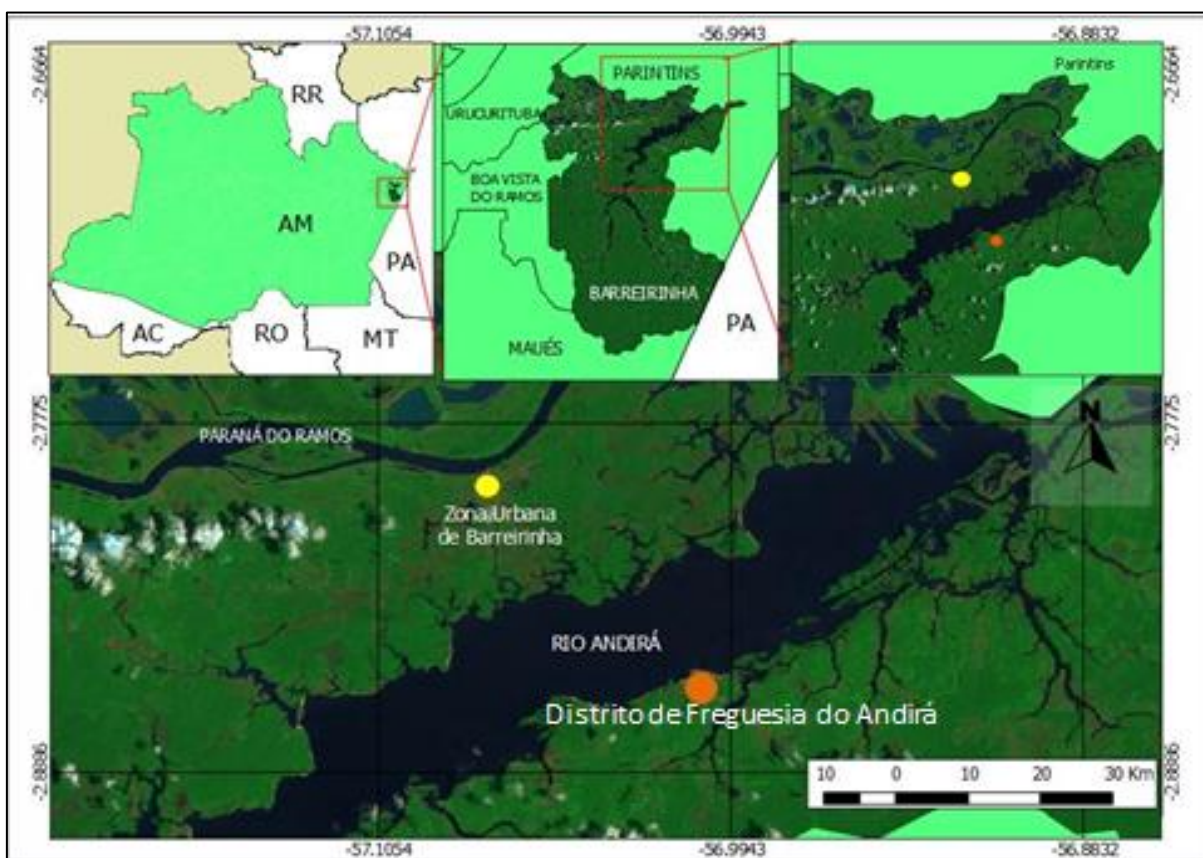 -57.1054
-56.9943
-56.8832
-2.6664
-2.6664
RR
AM
PA
AC
RO
MT
PARINTINS
URUCURITUBA
BOA VISTA
DO RAMOS
BARREIRINHA
MAUÉS
PA
Parintins
-2.7775
-2.7775
PARANÁ DO RAMOS
N
Zona Urbana
de Barreirinha
RIO ANDIRÁ
Distrito de Freguesia do Andirá
-2.8886
-2.8886
10 0 10 20 30 Km
-57.1054
-56.9943
-56.8832